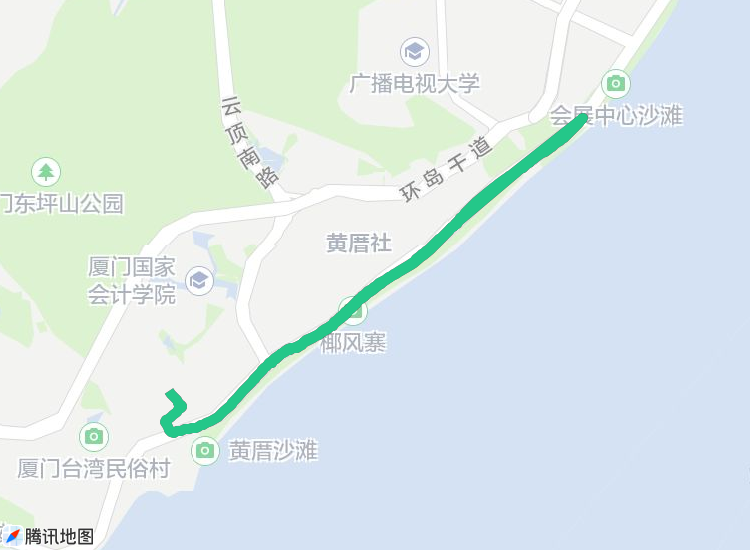 广播电视大学
会展中心沙滩
云顶南路
环岛干道
门东坪山公园
黄厝社
厦门国家
会计学院
椰风寨
黄厝沙滩
厦门台湾民俗村
腾讯地图